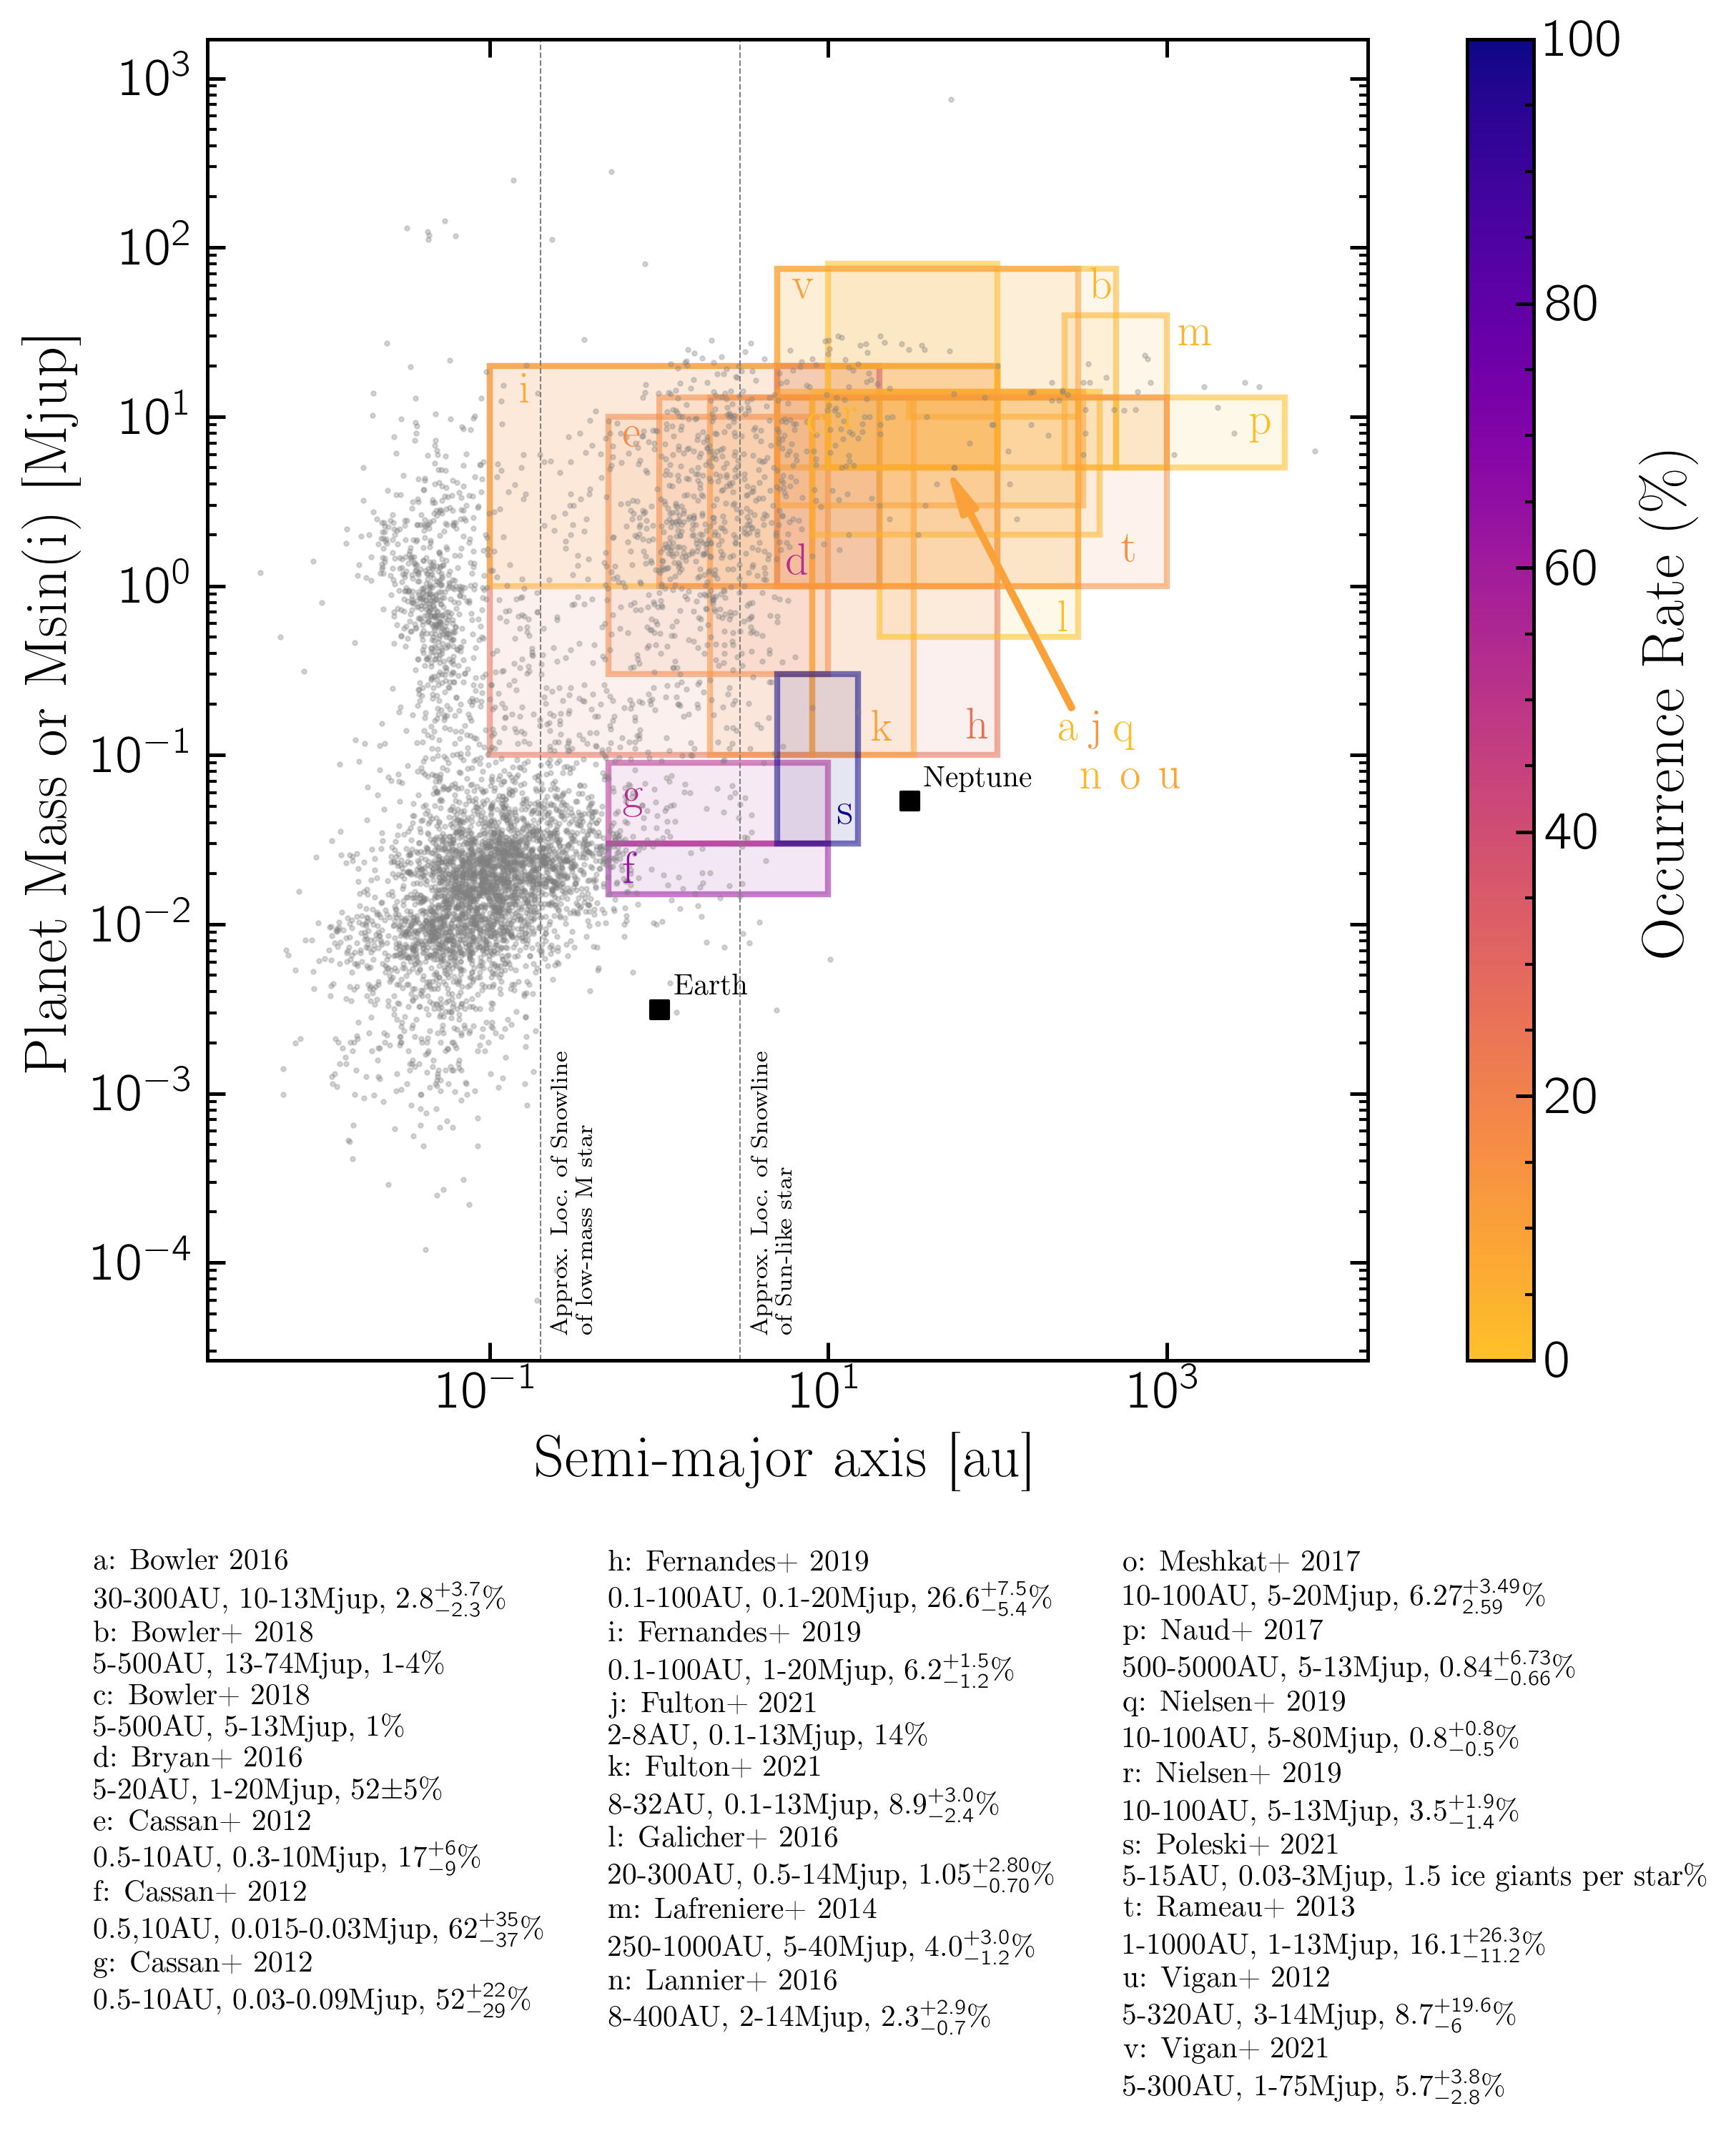 10³
10²
10¹
10⁰
10⁻¹
10⁻²
10⁻³
10⁻⁴
Planet Mass or Msin(i) [Mjup]
v
b
m
i
e
c r
p
d
t
l
k
h
a j q
n o u
g
s
f
Neptune
Earth
Approx. Loc. of Snowline
of low-mass M star
Approx. Loc. of Snowline
of Sun-like star
10⁻¹
10¹
10³
Semi-major axis [au]
100
80
60
40
20
0
Occurrence Rate (%)
a: Bowler 2016
30-300AU, 10-13Mjup, 2.8+3.7−2.3%
b: Bowler+ 2018
5-500AU, 13-74Mjup, 1-4%
c: Bowler+ 2018
5-500AU, 5-13Mjup, 1%
d: Bryan+ 2016
5-20AU, 1-20Mjup, 52±5%
e: Cassan+ 2012
0.5-10AU, 0.3-10Mjup, 17+6−9%
f: Cassan+ 2012
0.5,10AU, 0.015-0.03Mjup, 62+35−37%
g: Cassan+ 2012
0.5-10AU, 0.03-0.09Mjup, 52+22−29%
h: Fernandes+ 2019
0.1-100AU, 0.1-20Mjup, 26.6+7.5−5.4%
i: Fernandes+ 2019
0.1-100AU, 1-20Mjup, 6.2+1.5−1.2%
j: Fulton+ 2021
2-8AU, 0.1-13Mjup, 14%
k: Fulton+ 2021
8-32AU, 0.1-13Mjup, 8.9+3.0−2.4%
l: Galicher+ 2016
20-300AU, 0.5-14Mjup, 1.05+2.80−0.70%
m: Lafreniere+ 2014
250-1000AU, 5-40Mjup, 4.0+3.0−1.2%
n: Lannier+ 2016
8-400AU, 2-14Mjup, 2.3+2.9−0.7%
o: Meshkat+ 2017
10-100AU, 5-20Mjup, 6.27+3.49 2.59%
p: Naud+ 2017
500-5000AU, 5-13Mjup, 0.84+6.73−0.66%
q: Nielsen+ 2019
10-100AU, 5-80Mjup, 0.8+0.8−0.5%
r: Nielsen+ 2019
10-100AU, 5-13Mjup, 3.5+1.9−1.4%
s: Poleski+ 2021
5-15AU, 0.03-3Mjup, 1.5 ice giants per star%
t: Rameau+ 2013
1-1000AU, 1-13Mjup, 16.1+26.3−11.2%
u: Vigan+ 2012
5-320AU, 3-14Mjup, 8.7+19.6−6%
v: Vigan+ 2021
5-300AU, 1-75Mjup, 5.7+3.8−2.8%